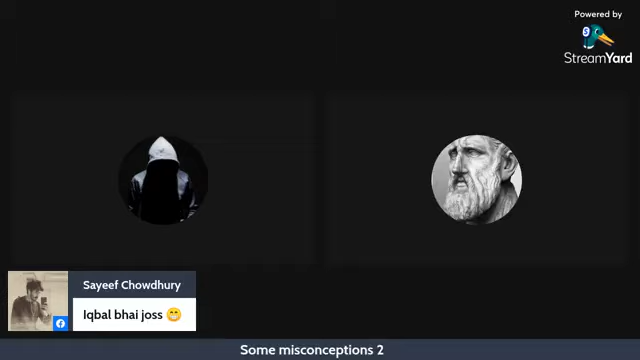 Powered by
StreamYard
Sayeef Chowdhury
Iqbal bhai joss 😁
Some misconceptions 2